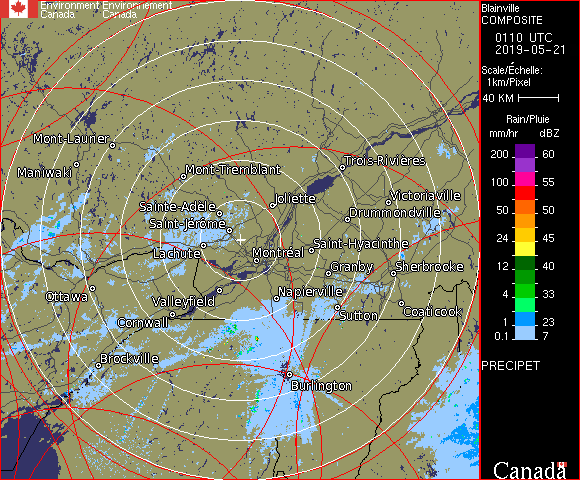 Environment Environnement
Canada Canada
Blainville
COMPOSITE
0110 UTC
2019-05-21
Scale/Échelle:
1km/Pixel
40 KM
Rain/Pluie
mm/hr dBZ
200 60
100 55
50 50
24 45
12 40
4 33
1 23
0.1 7
PRECIPET
Canada
Mont-Laurier
Maniwaki
Mont-Tremblant
Trois-Rivières
Sainte-Adèle
Joliette
Victoriaville
Saint-Jérôme
Drummondville
Lachute
Montréal
Saint-Hyacinthe
Granby
Sherbrooke
Ottawa
Valleyfield
Napierville
Cornwall
Sutton
Coaticook
Brockville
Burlington